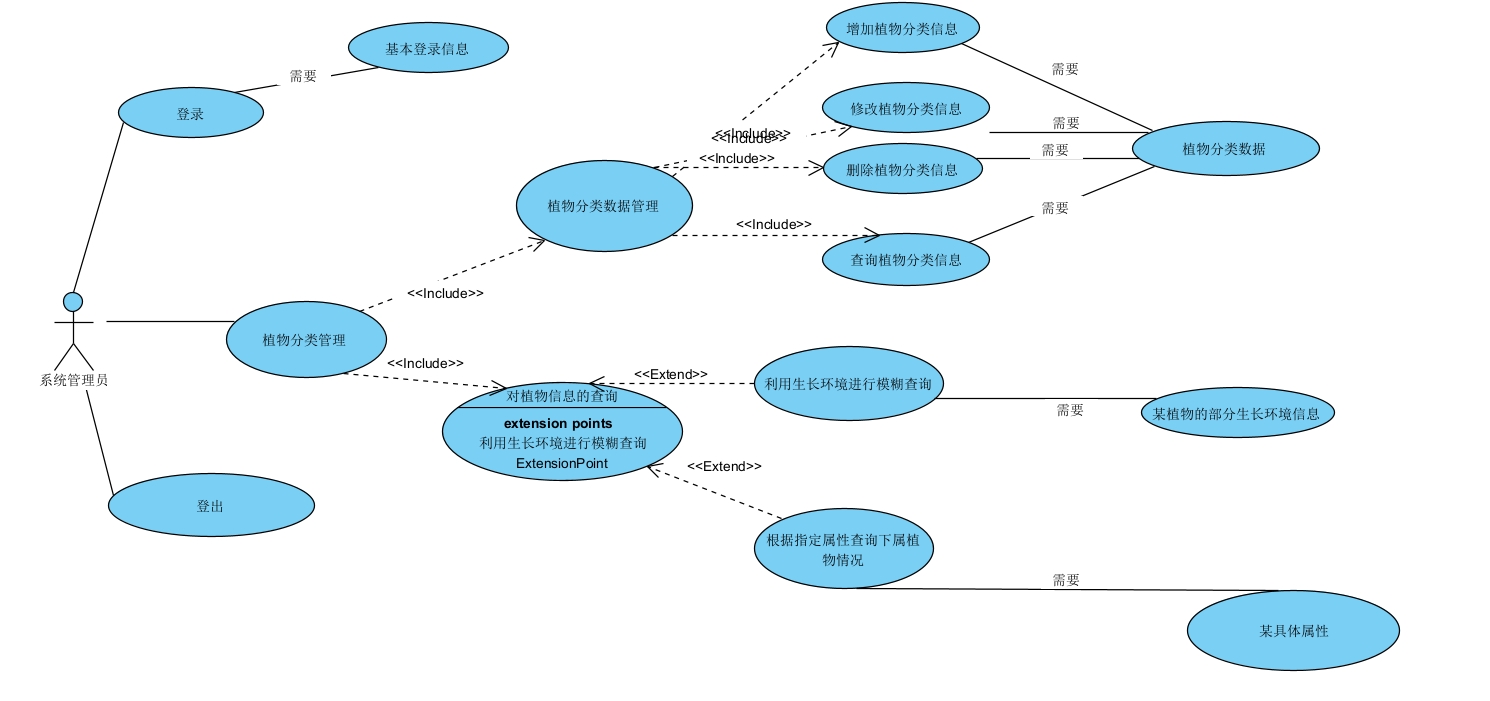 增加植物分类信息
基本登录信息
需要
需要
登录
修改植物分类信息
需要
<<Include>>
<<Include>>
植物分类数据
需要
<<Include>>
删除植物分类信息
植物分类数据管理
需要
<<Include>>
查询植物分类信息
<<Include>>
植物分类管理
<<Include>>
系统管理员
<<Extend>>
利用生长环境进行模糊查询
对植物信息的查询
需要
某植物的部分生长环境信息
extension points
利用生长环境进行模糊查询
ExtensionPoint
<<Extend>>
登出
根据指定属性查询下属植
物情况
需要
某具体属性